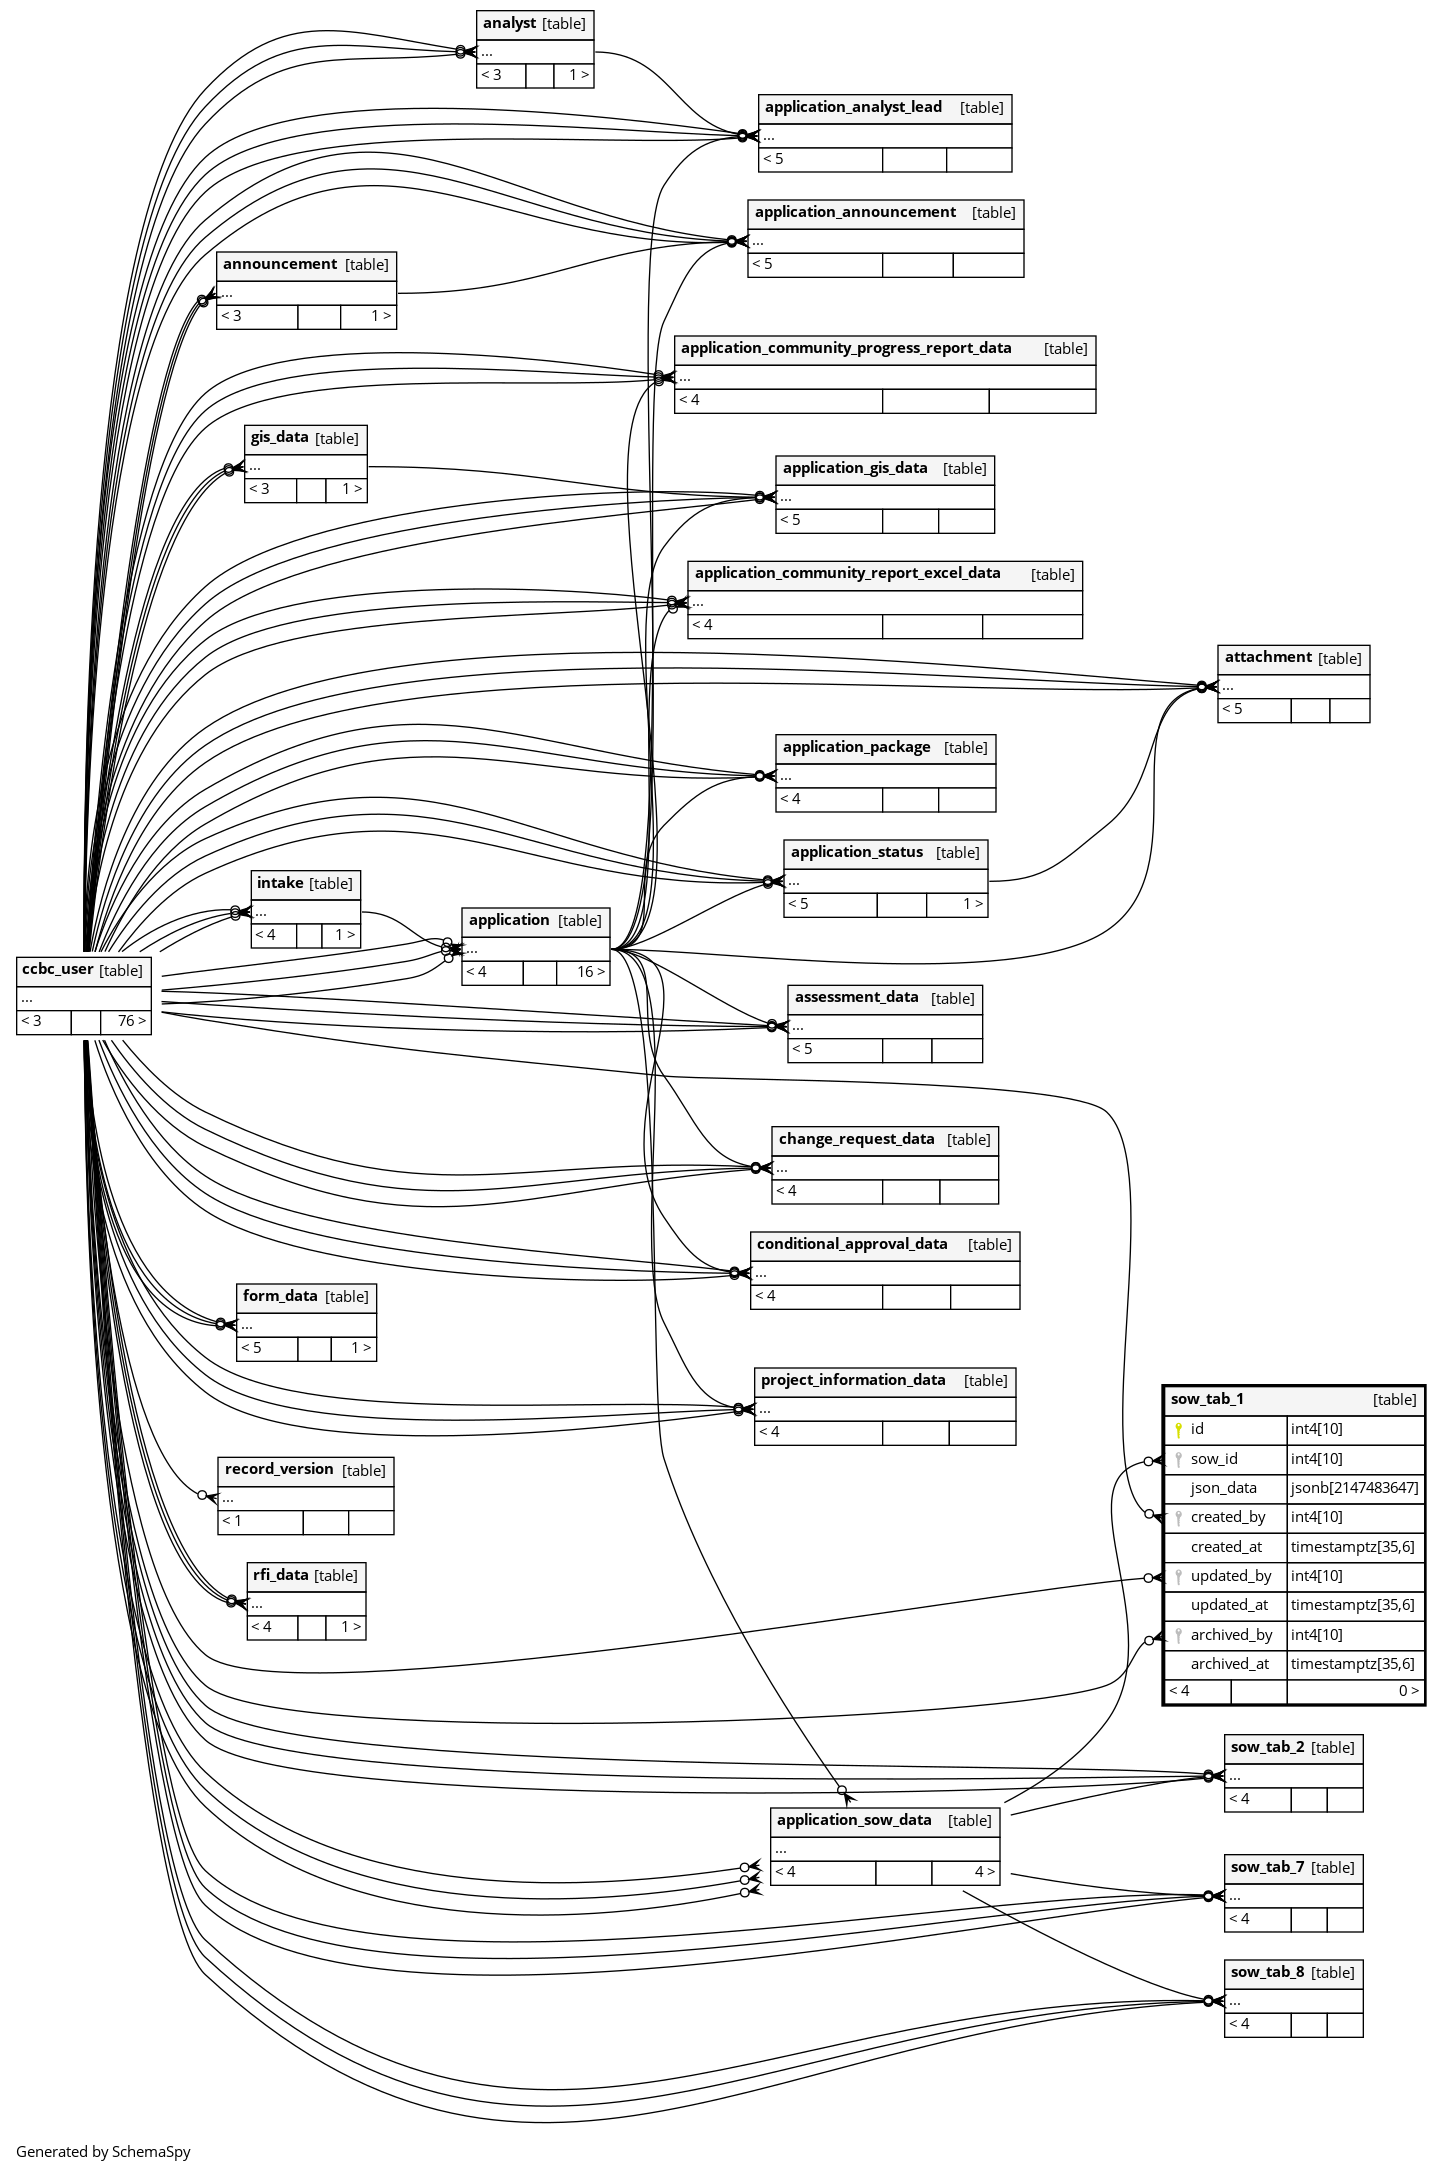 analyst [table]
...
< 3 1 >
application_analyst_lead [table]
...
< 5
application_announcement [table]
...
< 5
announcement [table]
...
< 3 1 >
application_community_progress_report_data [table]
...
< 4
gis_data [table]
...
< 3 1 >
application_gis_data [table]
...
< 5
application_community_report_excel_data [table]
...
< 4
attachment [table]
...
< 5
application_package [table]
...
< 4
application_status [table]
...
< 5 1 >
intake [table]
...
< 4 1 >
application [table]
...
< 4 16 >
ccbc_user [table]
...
< 3 76 >
assessment_data [table]
...
< 5
change_request_data [table]
...
< 4
conditional_approval_data [table]
...
< 4
form_data [table]
...
< 5 1 >
project_information_data [table]
...
< 4
sow_tab_1 [table]
id int4[10]
sow_id int4[10]
json_data jsonb[2147483647]
created_by int4[10]
created_at timestamptz[35,6]
updated_by int4[10]
updated_at timestamptz[35,6]
archived_by int4[10]
archived_at timestamptz[35,6]
< 4 0 >
record_version [table]
...
< 1
rfi_data [table]
...
< 4 1 >
sow_tab_2 [table]
...
< 4
application_sow_data [table]
...
< 4 4 >
sow_tab_7 [table]
...
< 4
sow_tab_8 [table]
...
< 4
Generated by SchemaSpy